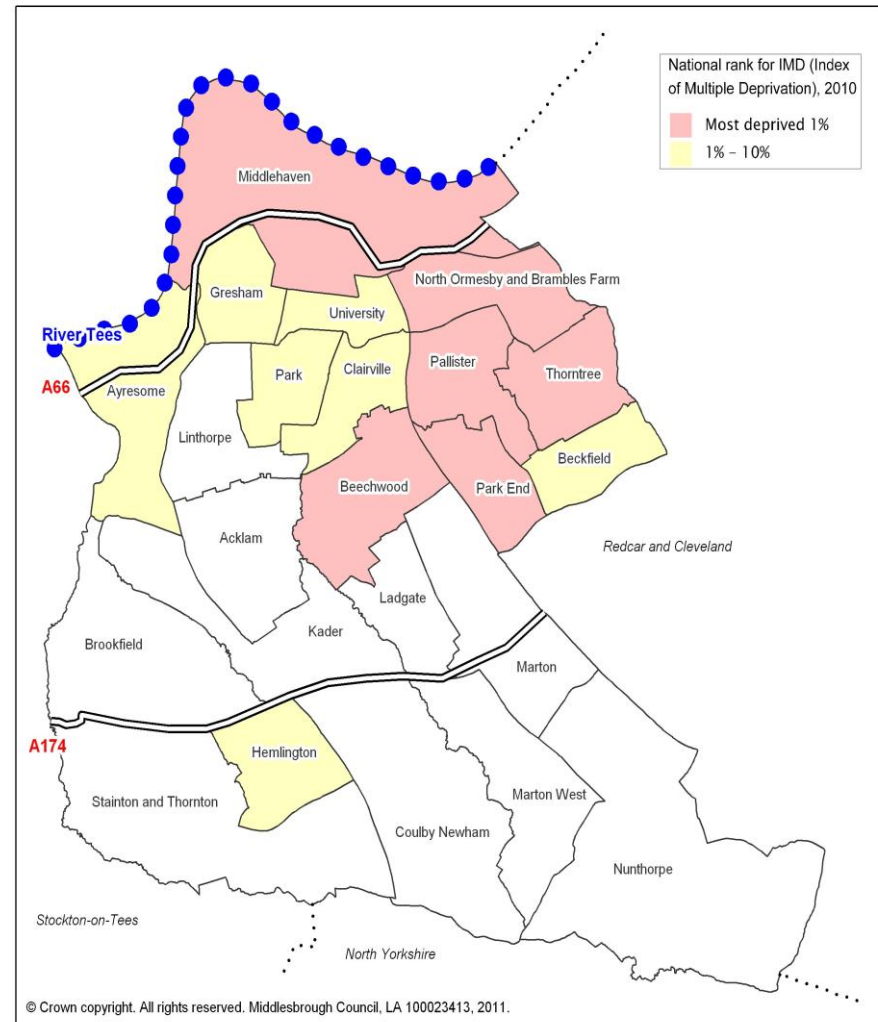 National rank for IMD (Index
of Multiple Deprivation), 2010
Most deprived 1%
1% – 10%
Middlehaven
North Ormesby and Brambles Farm
Gresham
University
River Tees
A66
Ayresome
Park
Clairville
Pallister
Thorntree
Linthorpe
Beckfield
Beechwood
Park End
Acklam
Redcar and Cleveland
Ladgate
Kader
Brookfield
Marton
A174
Hemlington
Stainton and Thornton
Marton West
Coulby Newham
Nunthorpe
Stockton-on-Tees
North Yorkshire
© Crown copyright. All rights reserved. Middlesbrough Council, LA 100023413, 2011.